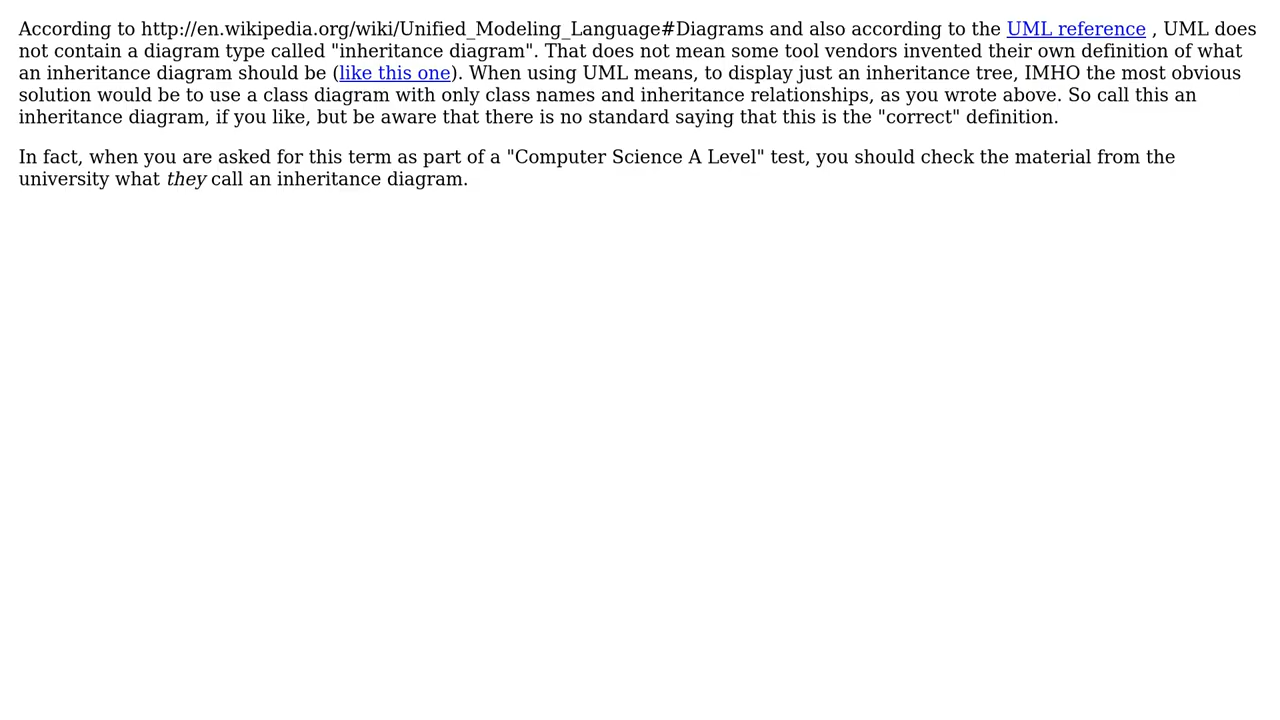 According to http://en.wikipedia.org/wiki/Unified_Modeling_Language#Diagrams and also according to the UML reference , UML does
not contain a diagram type called "inheritance diagram". That does not mean some tool vendors invented their own definition of what
an inheritance diagram should be (like this one). When using UML means, to display just an inheritance tree, IMHO the most obvious
solution would be to use a class diagram with only class names and inheritance relationships, as you wrote above. So call this an
inheritance diagram, if you like, but be aware that there is no standard saying that this is the "correct" definition.
In fact, when you are asked for this term as part of a "Computer Science A Level" test, you should check the material from the
university what they call an inheritance diagram.